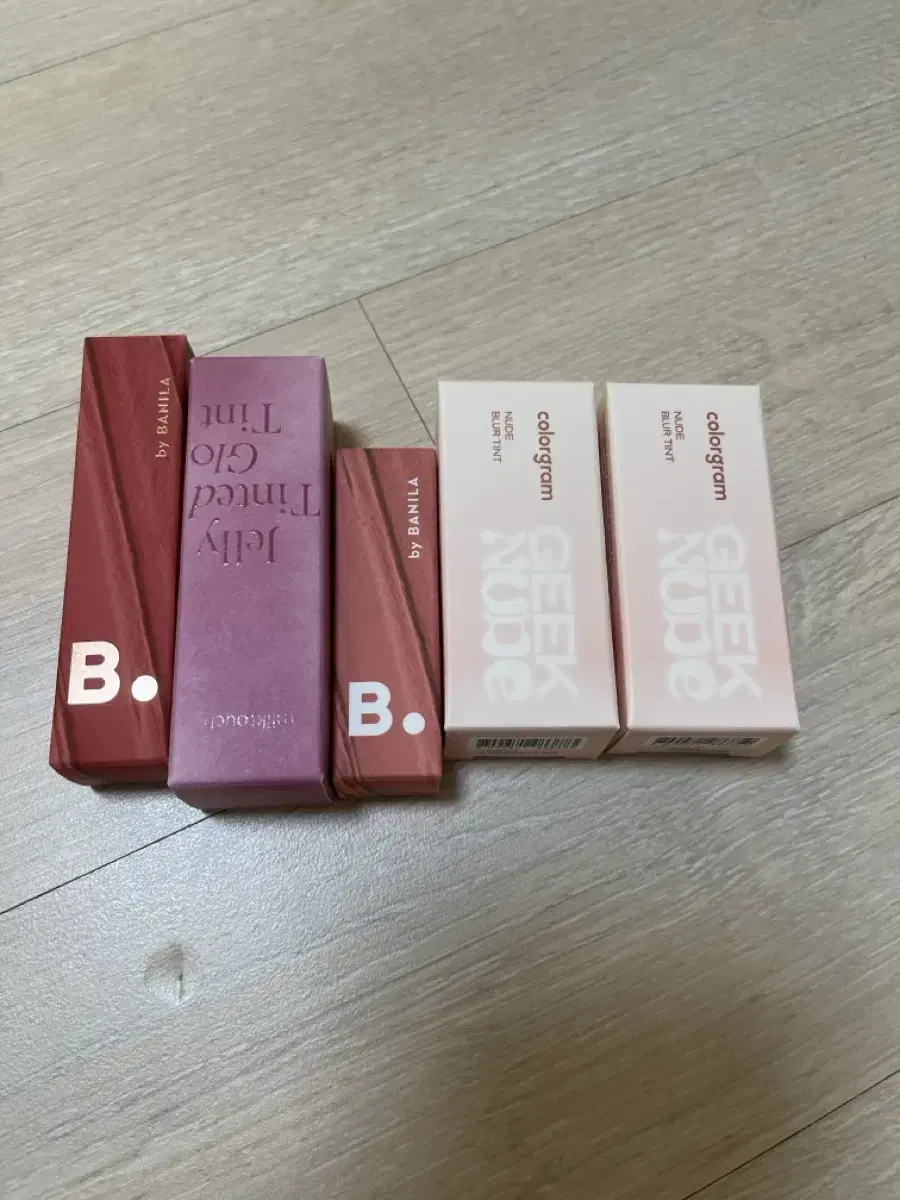 by BANILA
B.
Jelly
Tinted
Glo
Tint
milktouch
by BANILA
B.
colorgram
NUDE
BLUR TINT
GEEK
NUDE
colorgram
NUDE
BLUR TINT
GEEK
NUDE